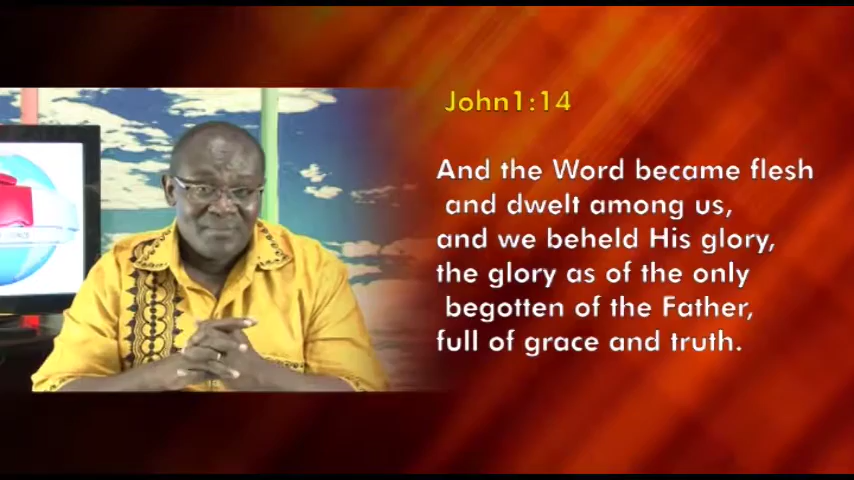 John1:14
And the Word became flesh
and dwelt among us,
and we beheld His glory,
the glory as of the only
begotten of the Father,
full of grace and truth.